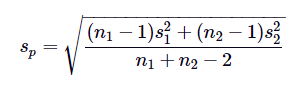 s_p = √(((n_1 − 1)s_1^2 + (n_2 − 1)s_2^2) / (n_1 + n_2 − 2))